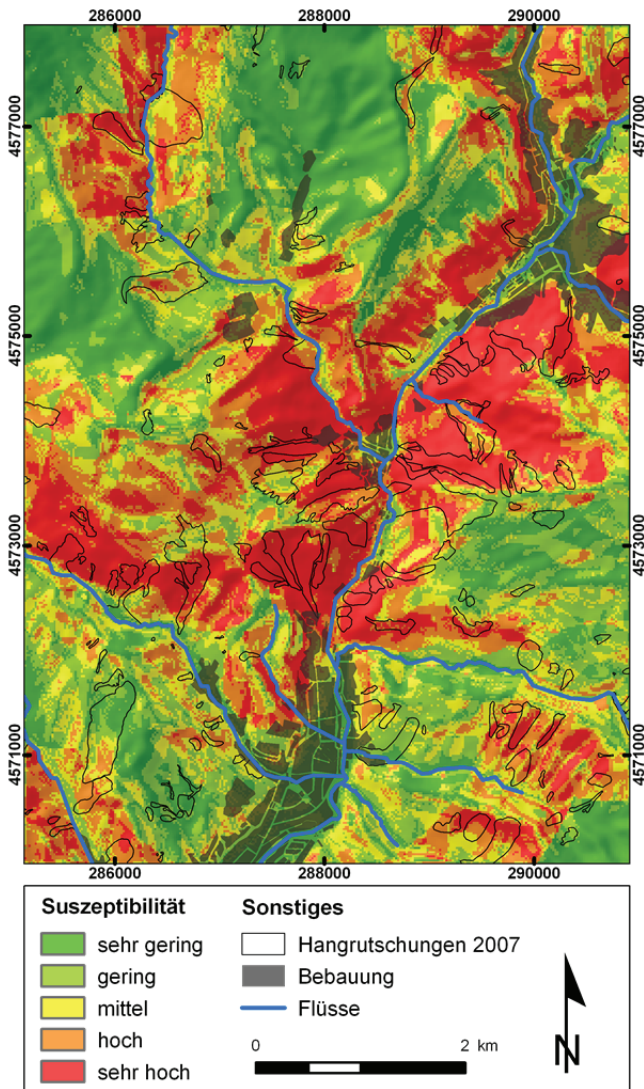 286000 288000 290000
4577000 4577000
4575000 4575000
4573000 4573000
4571000 4571000
286000 288000 290000
Suszeptibilität
sehr gering
gering
mittel
hoch
sehr hoch
Sonstiges
Hangrutschungen 2007
Bebauung
Flüsse
0 2 km
N